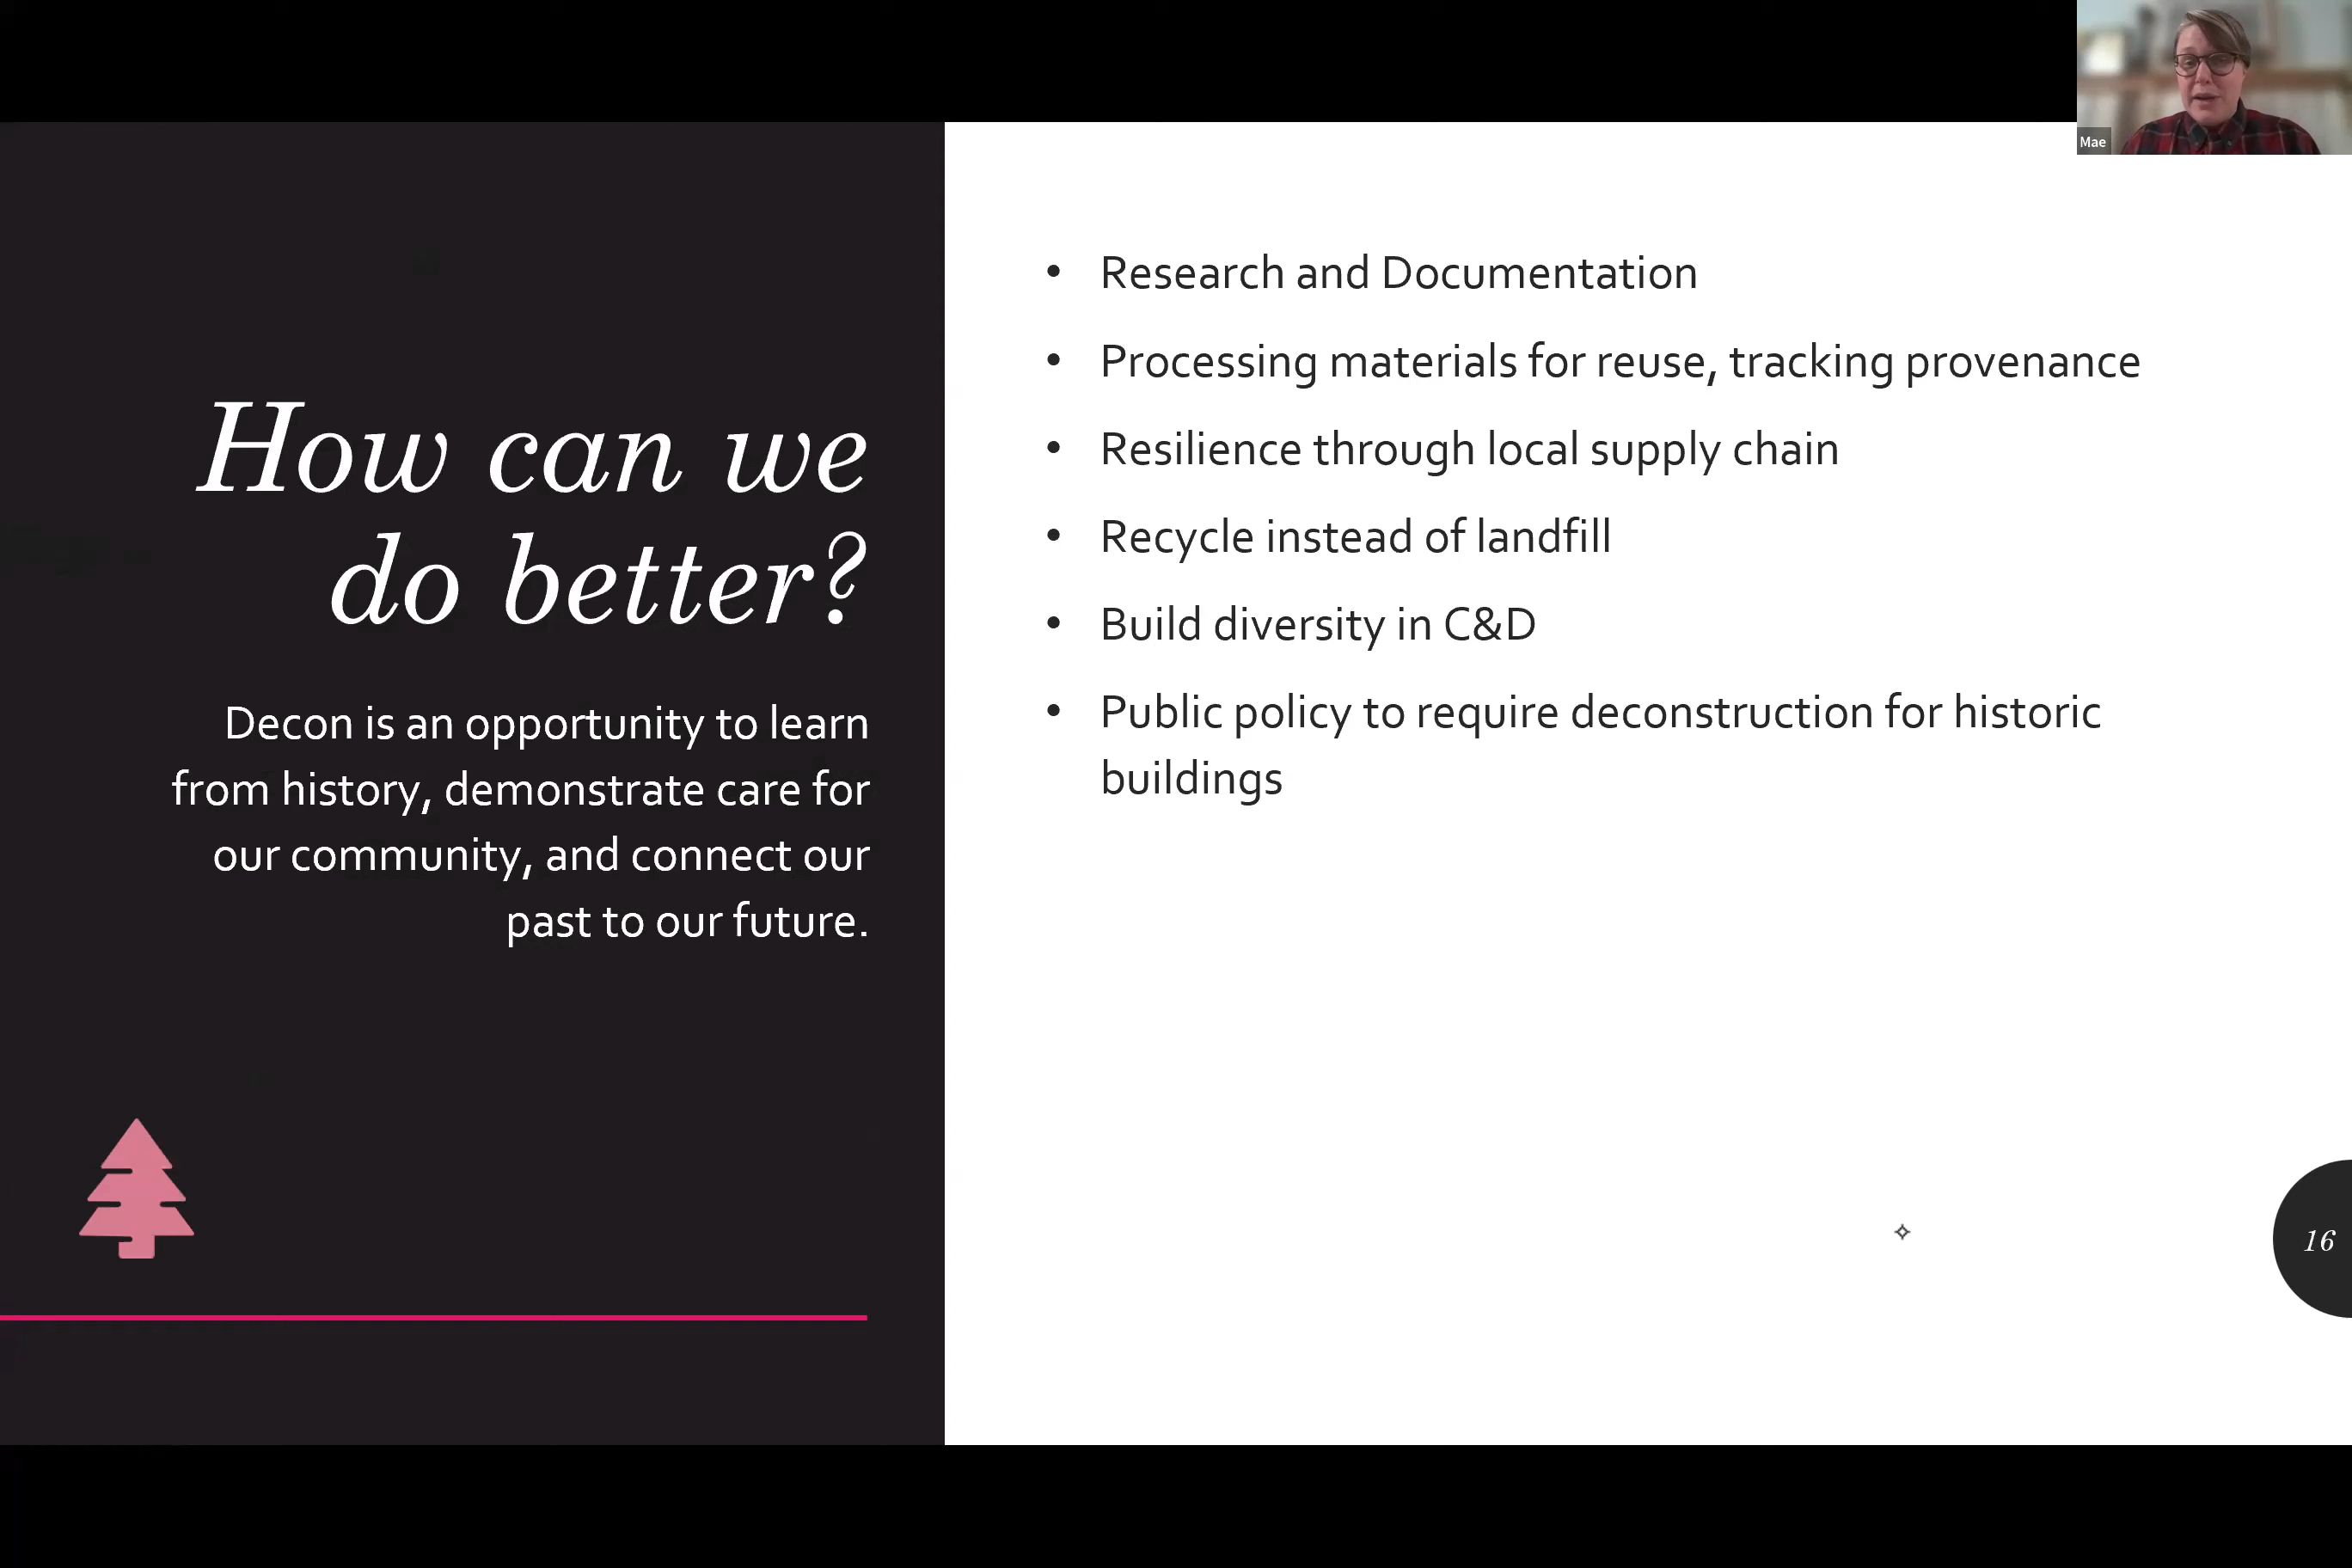 Mae
How can we
do better?
Decon is an opportunity to learn
from history, demonstrate care for
our community, and connect our
past to our future.
• Research and Documentation
• Processing materials for reuse, tracking provenance
• Resilience through local supply chain
• Recycle instead of landfill
• Build diversity in C&D
• Public policy to require deconstruction for historic
buildings
16